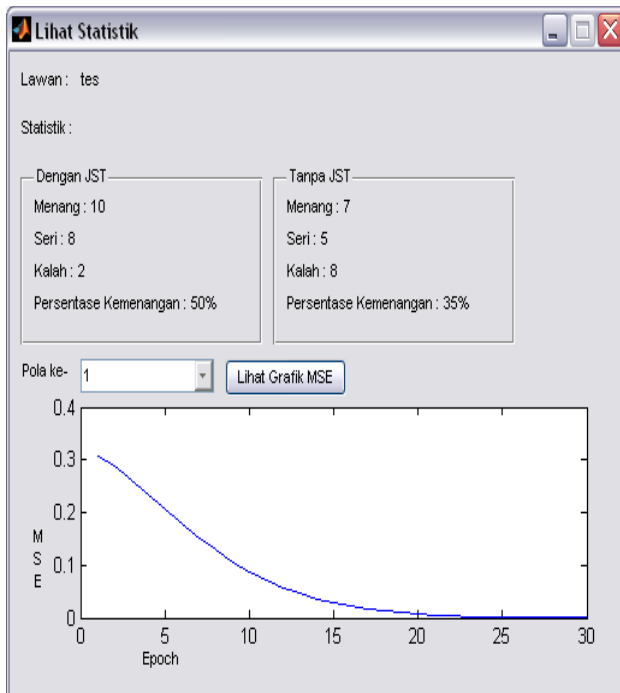 Lihat Statistik
Lawan : tes
Statistik :
Dengan JST
Menang : 10
Seri : 8
Kalah : 2
Persentase Kemenangan : 50%
Tanpa JST
Menang : 7
Seri : 5
Kalah : 8
Persentase Kemenangan : 35%
Pola ke- 1
Lihat Grafik MSE
0.4
0.3
0.2
0.1
0
M
S
E
0 5 10 15 20 25 30
Epoch